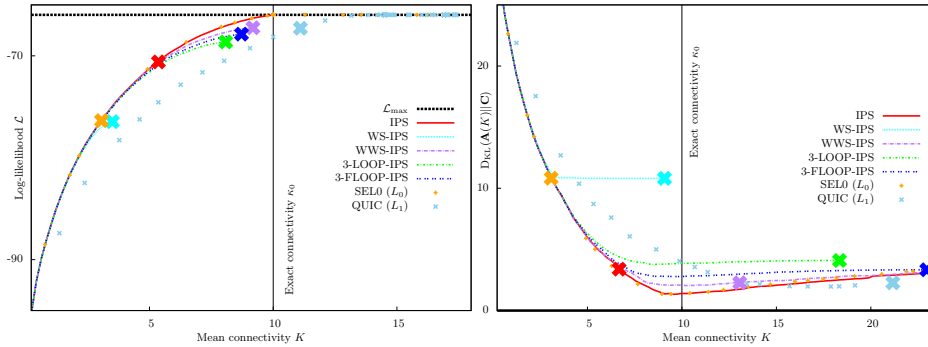 -70
-90
5
10
15
Log-likelihood 𝓛
Mean connectivity K
Exact connectivity κ₀
𝓛max
IPS
WS-IPS
WWS-IPS
3-LOOP-IPS
3-FLOOP-IPS
SEL0 (L₀)
QUIC (L₁)
20
10
0
5
10
15
20
D_KL(A(K)||C)
Mean connectivity K
Exact connectivity κ₀
IPS
WS-IPS
WWS-IPS
3-LOOP-IPS
3-FLOOP-IPS
SEL0 (L₀)
QUIC (L₁)